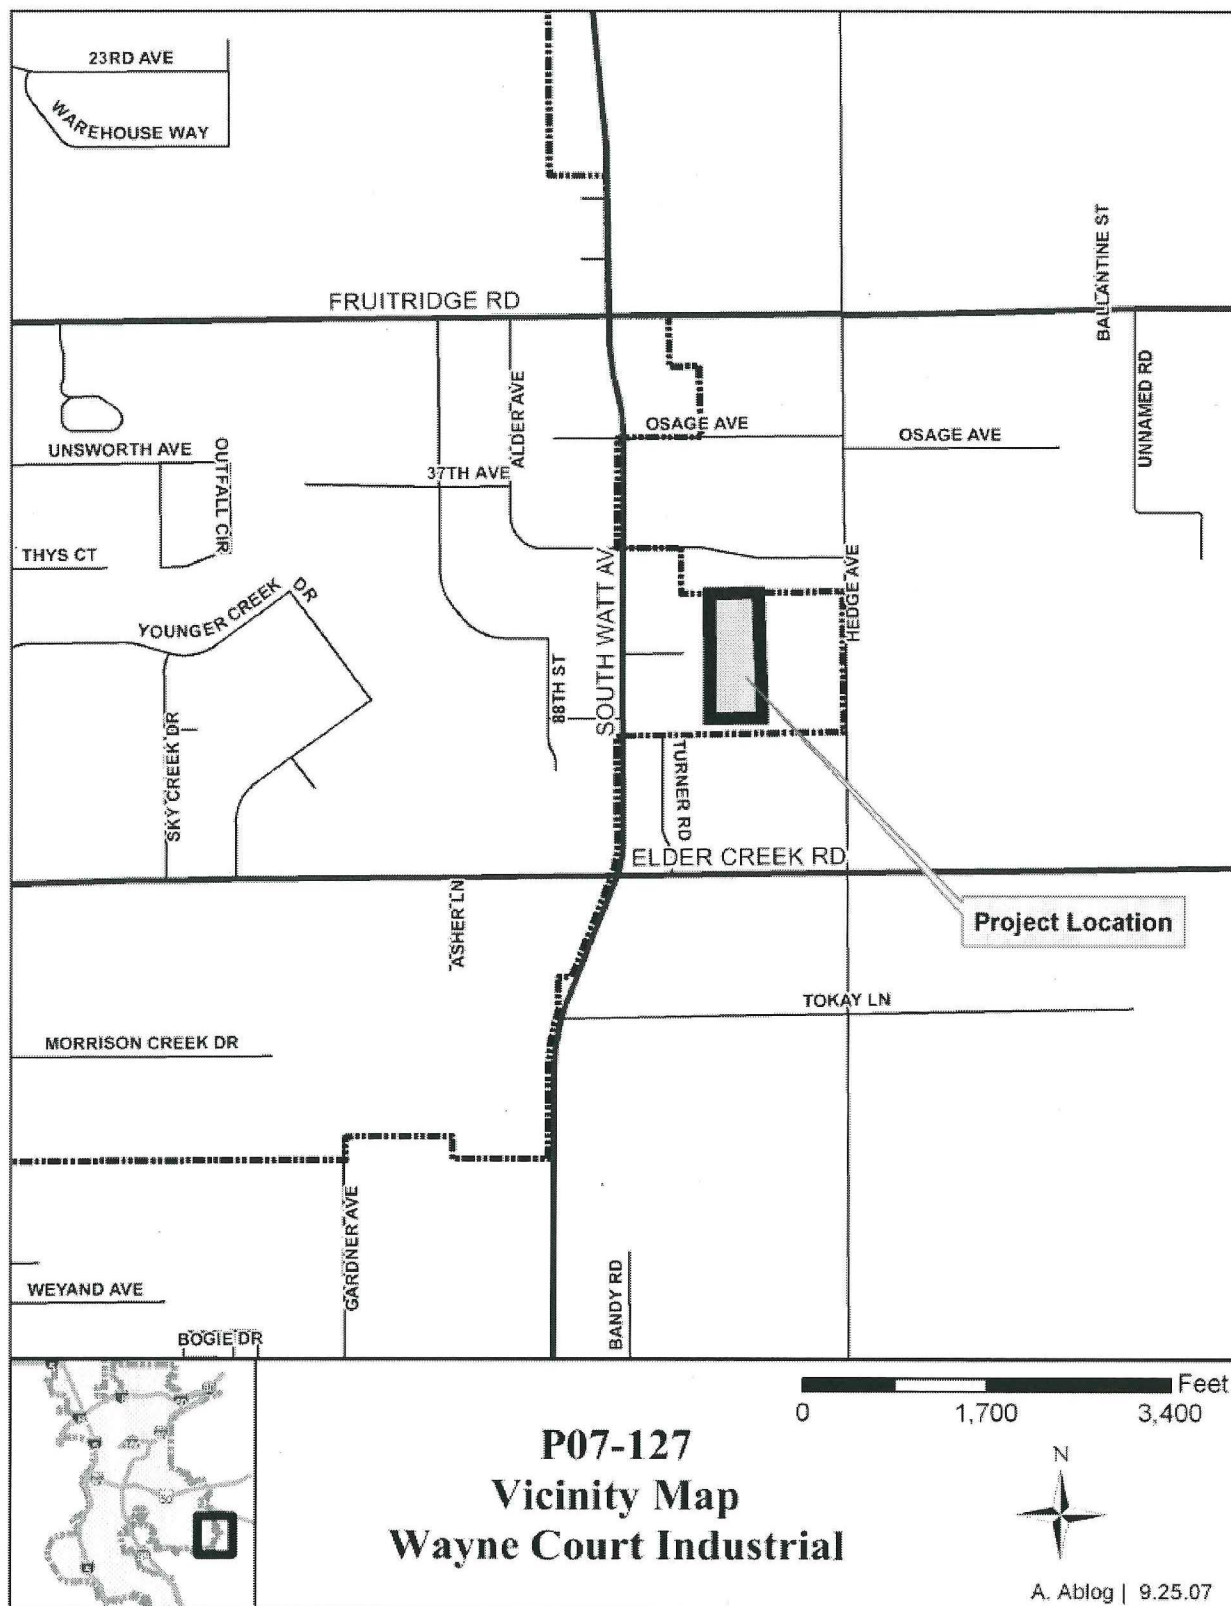 23RD AVE
WAREHOUSE WAY
BALLANTINE ST
FRUITRIDGE RD
ALDER AVE
UNNAMED RD
OSAGE AVE
OSAGE AVE
UNSWORTH AVE
OUTFALL CIR
37TH AVE
THYS CT
SOUTH WATT AV
HEDGE AVE
YOUNGER CREEK DR
88TH ST
SKY CREEK DR
TURNER RD
ELDER CREEK RD
ASHER LN
Project Location
TOKAY LN
MORRISON CREEK DR
GARDNER AVE
WEYAND AVE
BANDY RD
BOGIE DR
Feet
0 1,700 3,400
P07-127
Vicinity Map
Wayne Court Industrial
N
A. Ablog | 9.25.07